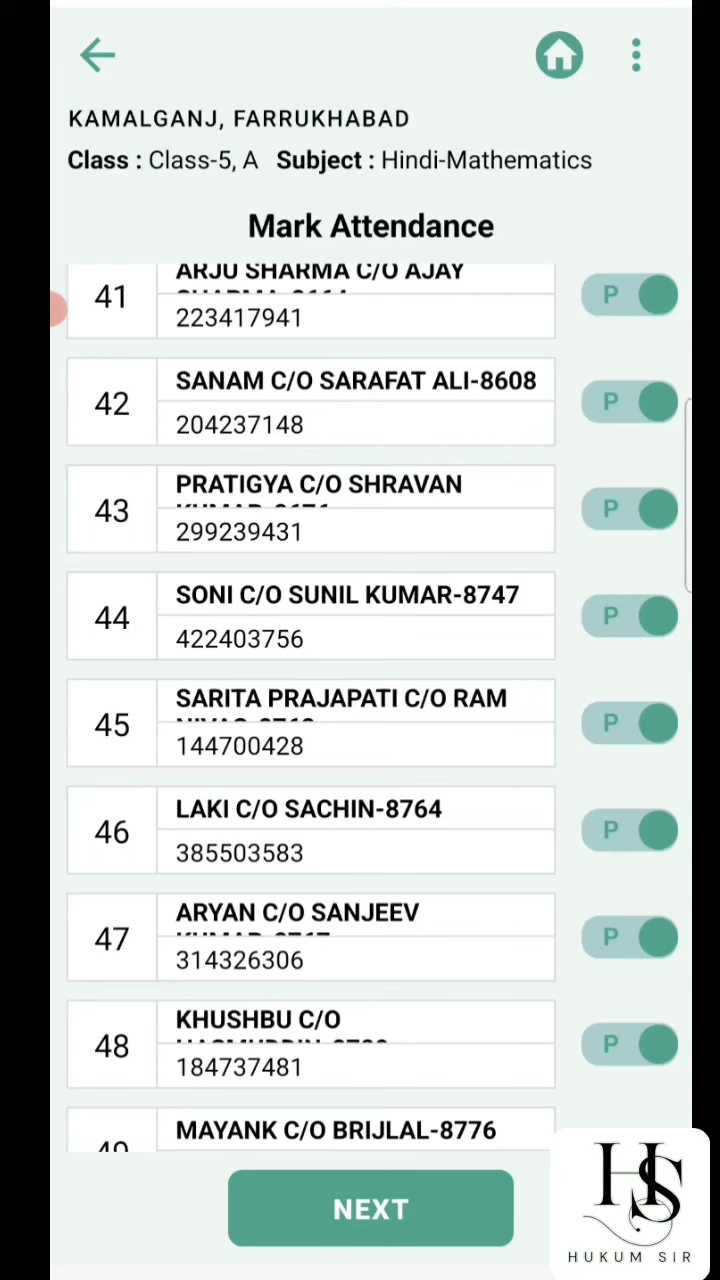 KAMALGANJ, FARRUKHABAD
Class : Class-5, A Subject : Hindi-Mathematics
Mark Attendance
41
ARJU SHARMA C/O AJAY
223417941
P
42
SANAM C/O SARAFAT ALI-8608
204237148
P
43
PRATIGYA C/O SHRAVAN
299239431
P
44
SONI C/O SUNIL KUMAR-8747
422403756
P
45
SARITA PRAJAPATI C/O RAM
144700428
P
46
LAKI C/O SACHIN-8764
385503583
P
47
ARYAN C/O SANJEEV
314326306
P
48
KHUSHBU C/O
184737481
P
49
MAYANK C/O BRIJLAL-8776
NEXT
HS
HUKUM SIR